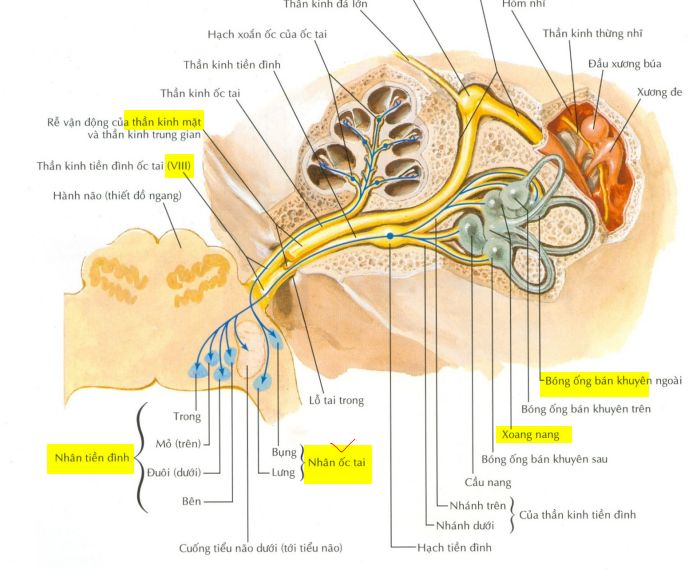 Thần kinh đá lớn
Hòm nhĩ
Hạch xoắn ốc của ốc tai
Thần kinh thừng nhĩ
Thần kinh tiền đình
Đầu xương búa
Thần kinh ốc tai
Xương đe
Rễ vận động của thần kinh mặt
và thần kinh trung gian
Thần kinh tiền đình ốc tai (VIII)
Hành não (thiết đồ ngang)
Bóng ống bán khuyên ngoài
Lỗ tai trong
Bóng ống bán khuyên trên
Trong
Xoang nang
Mỏ (trên)
Bụng
Nhân tiền đình
Nhân ốc tai
Bóng ống bán khuyên sau
Đuôi (dưới)
Lưng
Cầu nang
Bên
Nhánh trên
Của thần kinh tiền đình
Nhánh dưới
Cuống tiểu não dưới (tới tiểu não)
Hạch tiền đình